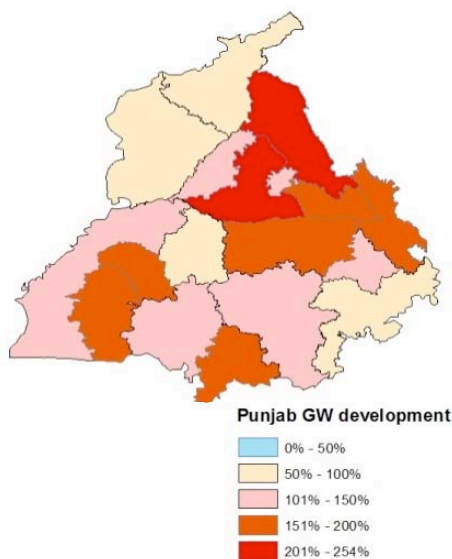 Punjab GW development
0% - 50%
50% - 100%
101% - 150%
151% - 200%
201% - 254%